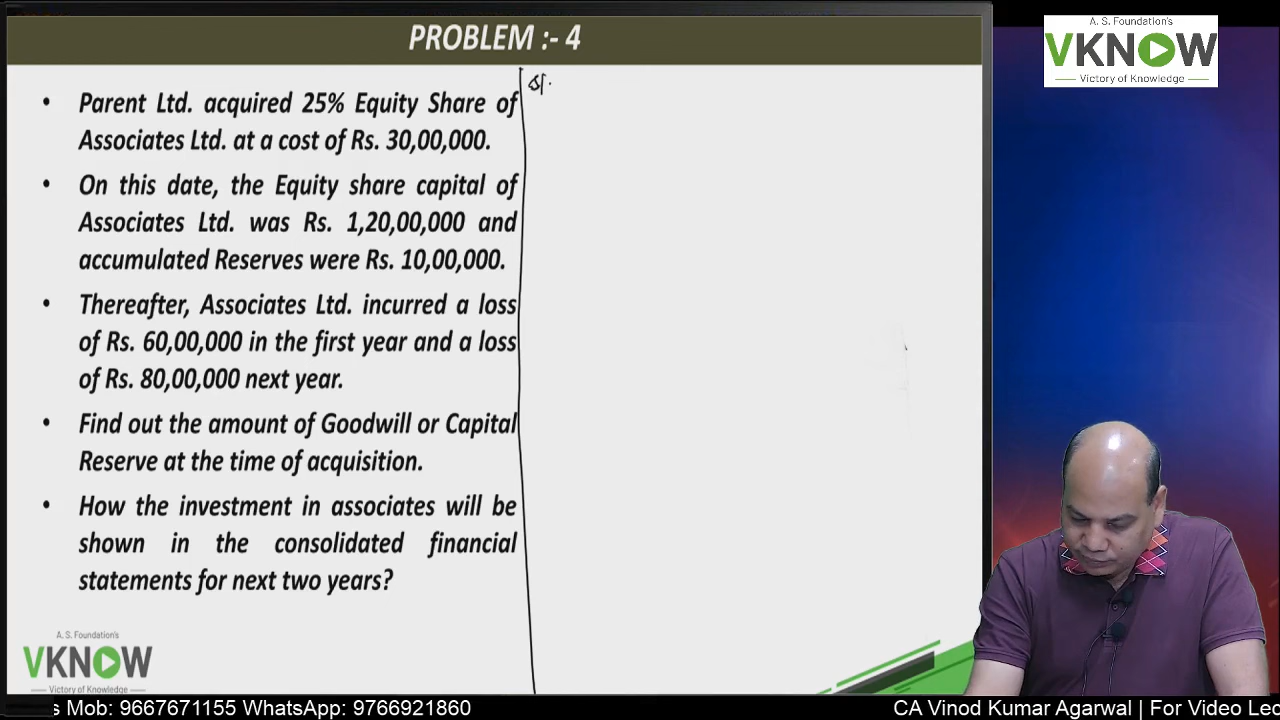 PROBLEM :- 4
A. S. Foundation's
VKNOW
Victory of Knowledge
• Parent Ltd. acquired 25% Equity Share of
Associates Ltd. at a cost of Rs. 30,00,000.
• On this date, the Equity share capital of
Associates Ltd. was Rs. 1,20,00,000 and
accumulated Reserves were Rs. 10,00,000.
• Thereafter, Associates Ltd. incurred a loss
of Rs. 60,00,000 in the first year and a loss
of Rs. 80,00,000 next year.
• Find out the amount of Goodwill or Capital
Reserve at the time of acquisition.
• How the investment in associates will be
shown in the consolidated financial
statements for next two years?
A. S. Foundation's
VKNOW
Victory of Knowledge
s Mob: 9667671155 WhatsApp: 9766921860
CA Vinod Kumar Agarwal | For Video Lec